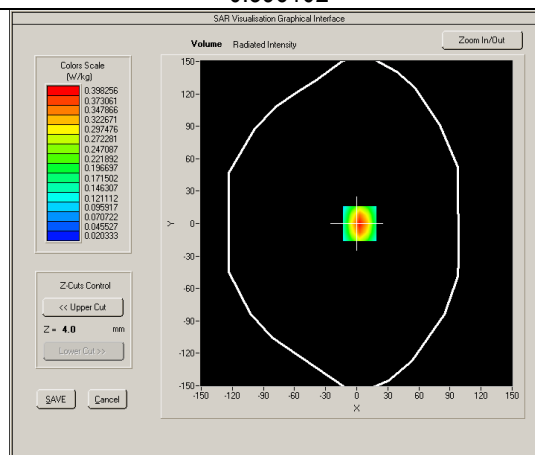 SAR Visualisation Graphical Interface
Volume Radiated Intensity
Zoom In/Out
Colors Scale
(W/kg)
0.398256
0.373061
0.347866
0.322671
0.297476
0.272281
0.247087
0.221892
0.196697
0.171502
0.146307
0.121112
0.095917
0.070722
0.045527
0.020333
Z-Cuts Control
<< Upper Cut
Z = 4.0 mm
Lower Cut >>
SAVE Cancel
150
120
90
60
30
Y 0
-30
-60
-90
-120
-150
-150 -120 -90 -60 -30 0 30 60 90 120 150
X